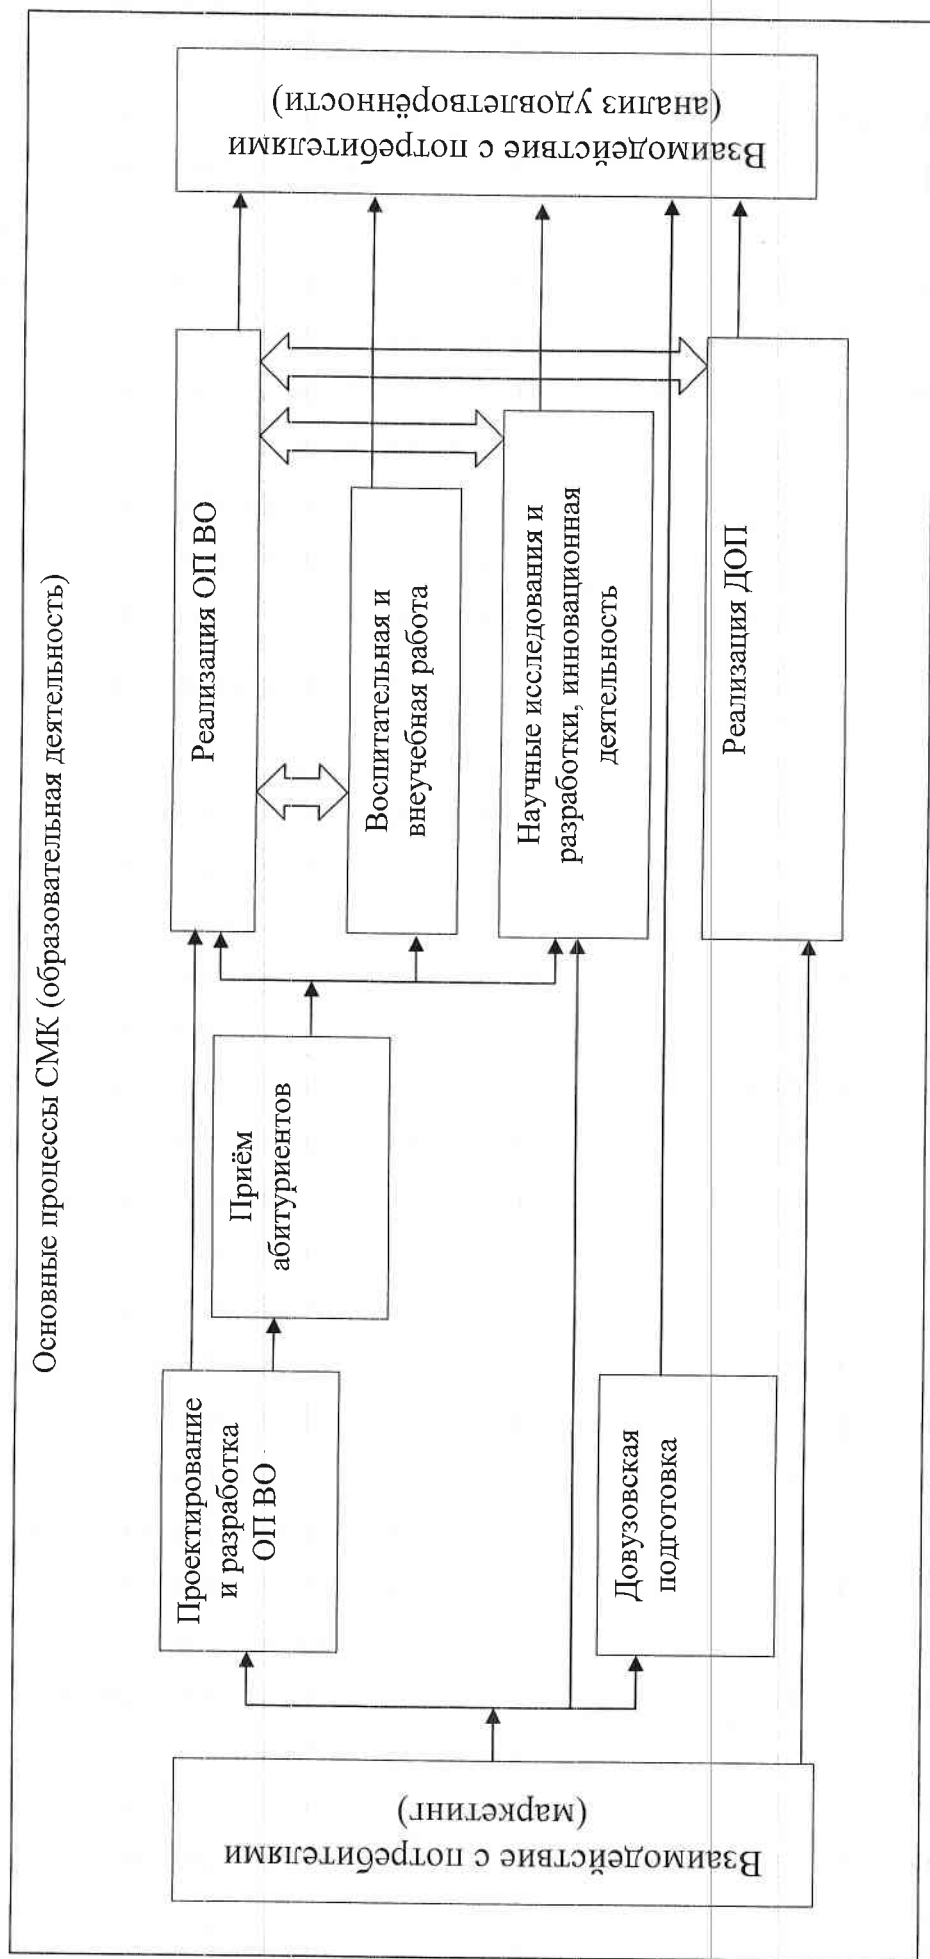 Основные процессы СМК (образовательная деятельность)
Взаимодействие с потребителями
(маркетинг)
Проектирование
и разработка
ОП ВО
Довузовская
подготовка
Приём
абитуриентов
Реализация ОП ВО
Воспитательная и
внеучебная работа
Научные исследования и
разработки, инновационная
деятельность
Реализация ДОП
Взаимодействие с потребителями
(анализ удовлетворённости)